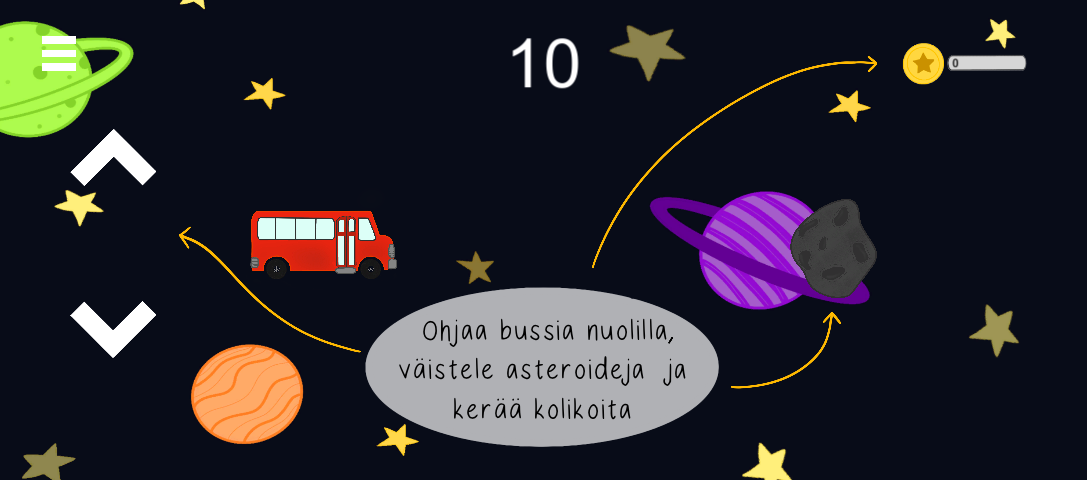 10
0
Ohjaa bussia nuolilla,
väistele asteroideja ja
kerää kolikoita